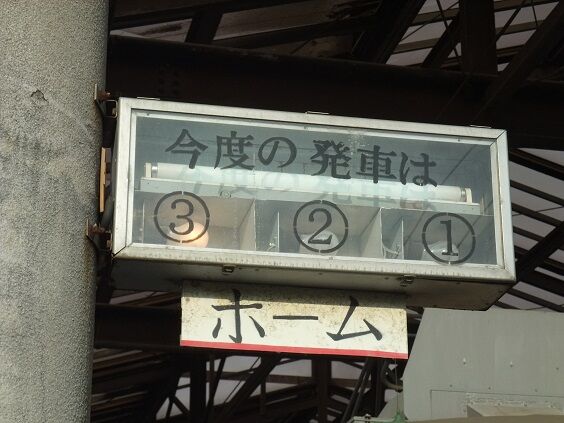 今度の発車は
③ ② ①
ホーム